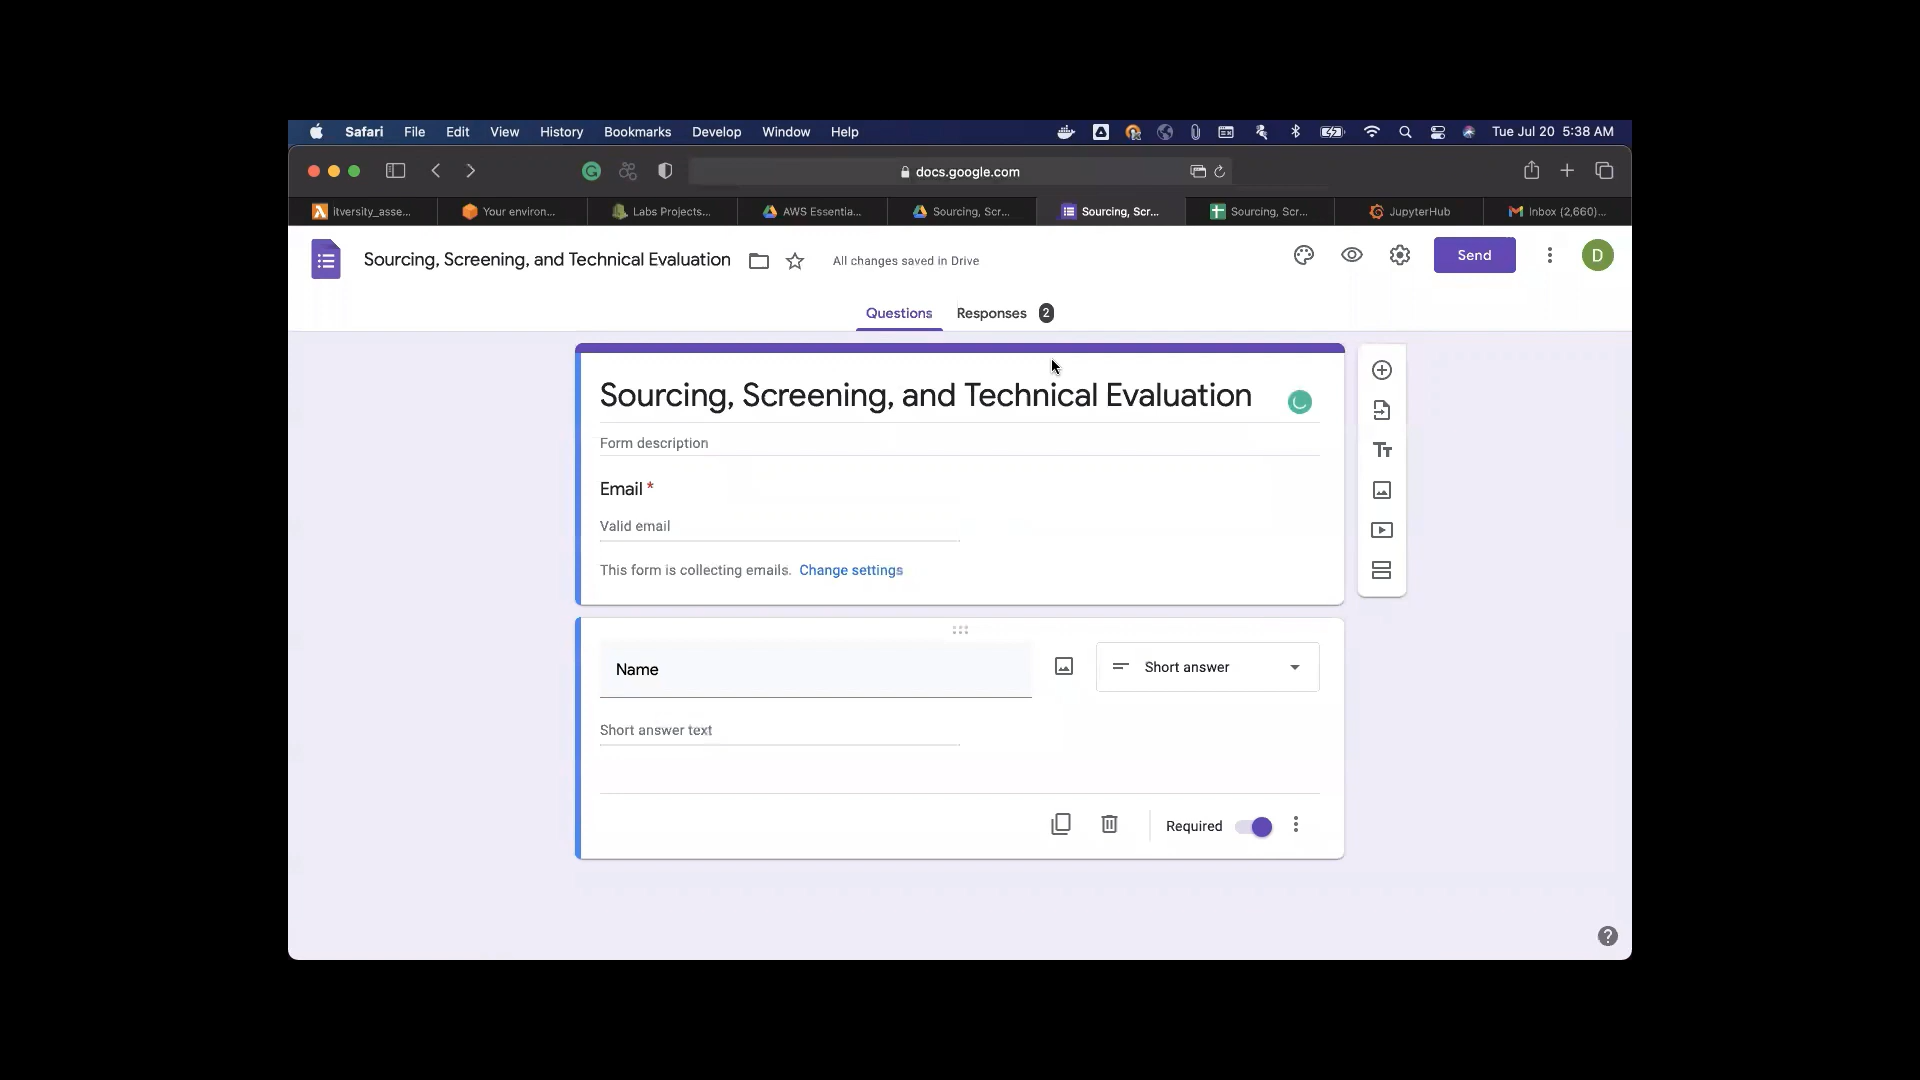 Safari File Edit View History Bookmarks Develop Window Help Tue Jul 20 5:38 AM
docs.google.com
itversity_asse... Your environ... Labs Projects... AWS Essentia... Sourcing, Scr... Sourcing, Scr... Sourcing, Scr... JupyterHub Inbox (2,660)...
Sourcing, Screening, and Technical Evaluation All changes saved in Drive Send D
Questions Responses 2
Sourcing, Screening, and Technical Evaluation
Form description
Email *
Valid email
This form is collecting emails. Change settings
Name Short answer
Short answer text
Required